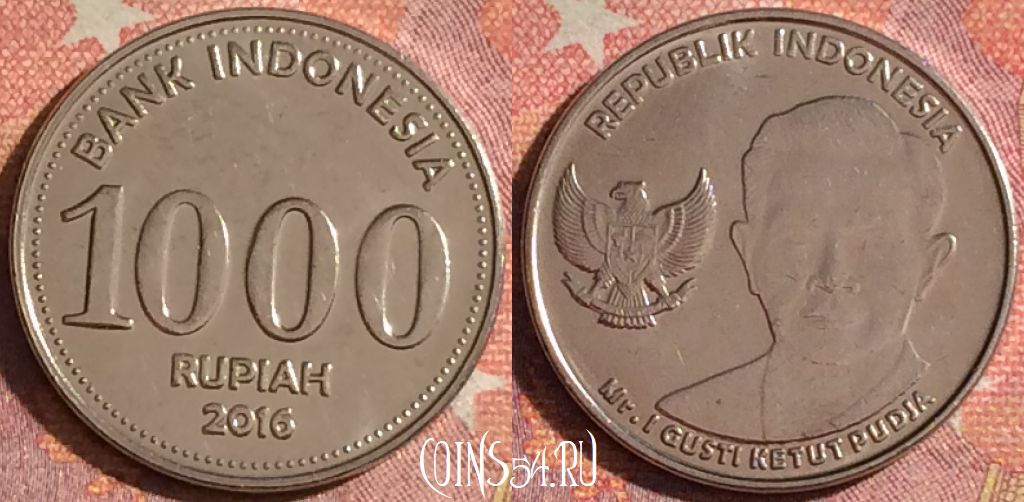 BANK INDONESIA
1000
RUPIAH
2016
REPUBLIK INDONESIA
Mr. I GUSTI KETUT PUDJA
COINS54.RU